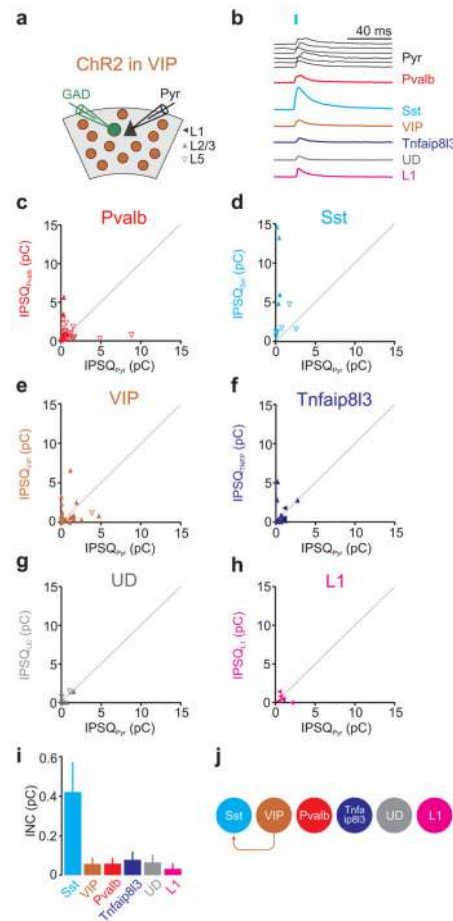 a
ChR2 in VIP
GAD
Pyr
L1
L2/3
L5
b
40 ms
Pyr
Pvalb
Sst
VIP
Tnfaip8l3
UD
L1
c
Pvalb
15
10
5
0
IPSQPvalb (pC)
0 5 10 15
IPSQPyr (pC)
d
Sst
15
10
5
0
IPSQSst (pC)
0 5 10 15
IPSQPyr (pC)
e
VIP
15
10
5
0
IPSQVIP (pC)
0 5 10 15
IPSQPyr (pC)
f
Tnfaip8l3
15
10
5
0
(pC)
0 5 10 15
IPSQPyr (pC)
g
UD
15
10
5
0
IPSQUD (pC)
0 5 10 15
IPSQPyr (pC)
h
L1
15
10
5
0
IPSQL1 (pC)
0 5 10 15
IPSQPyr (pC)
i
0.6
0.4
0.2
0
INC (pC)
Sst
VIP
Pvalb
Tnfaip8l3
UD
L1
j
Sst
VIP
Pvalb
Tnfa
ip8l3
UD
L1